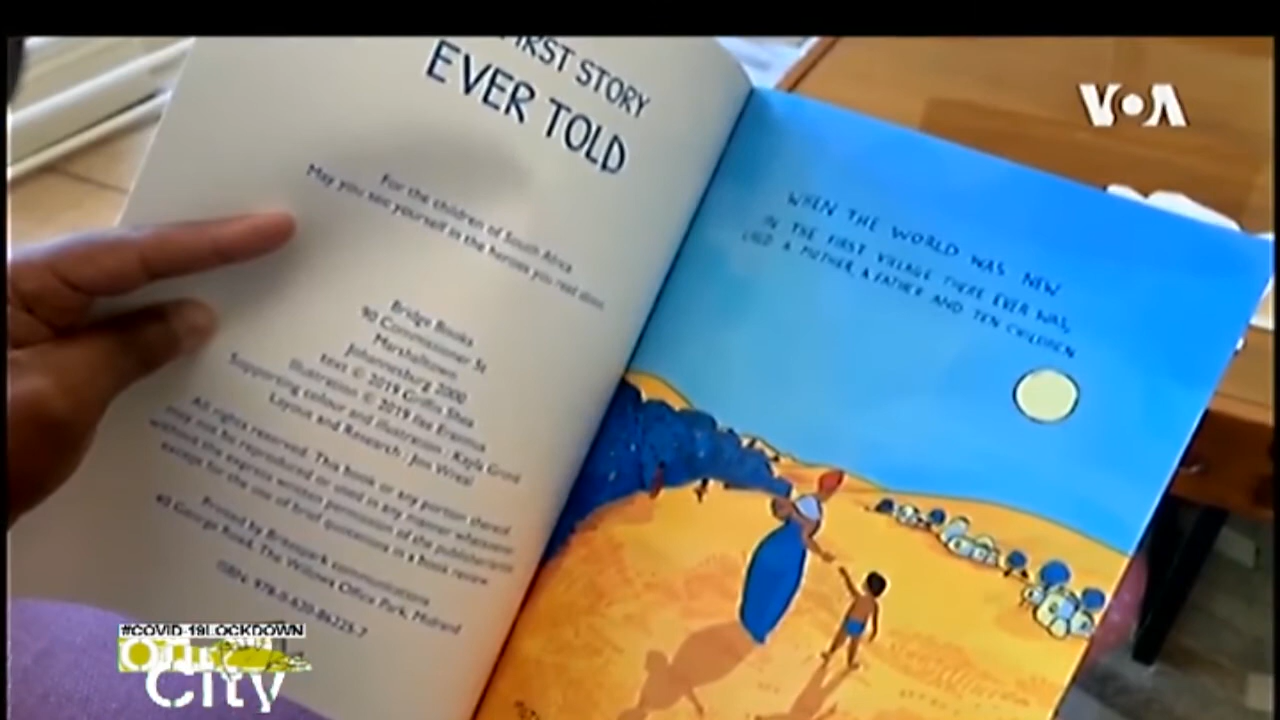 FIRST STORY
EVER TOLD
For the children of South Africa
May you see yourself in the heroes you read about
Bridge Books
90 Commissioner St
Marshalltown
Johannesburg 2000
text © 2019 Griffin Shea
Illustration © 2019
Supporting colour and illustration : Kayla
Layout and Research : Jon
All rights reserved. This book or any portion thereof
may not be reproduced or used in any manner whatsoever
without the express written permission of the publisher
except for the use of brief quotations in a book review
Printed by Bitmspark communications
George Road, The Willows Office Park, Midrand
ISBN: 978-0-620-86225-7
WHEN THE WORLD WAS NEW
IN THE FIRST VILLAGE THERE EVER WAS,
LIVED A MOTHER, A FATHER AND TEN CHILDREN
VOA
#COVID-19LOCKDOWN
our
City